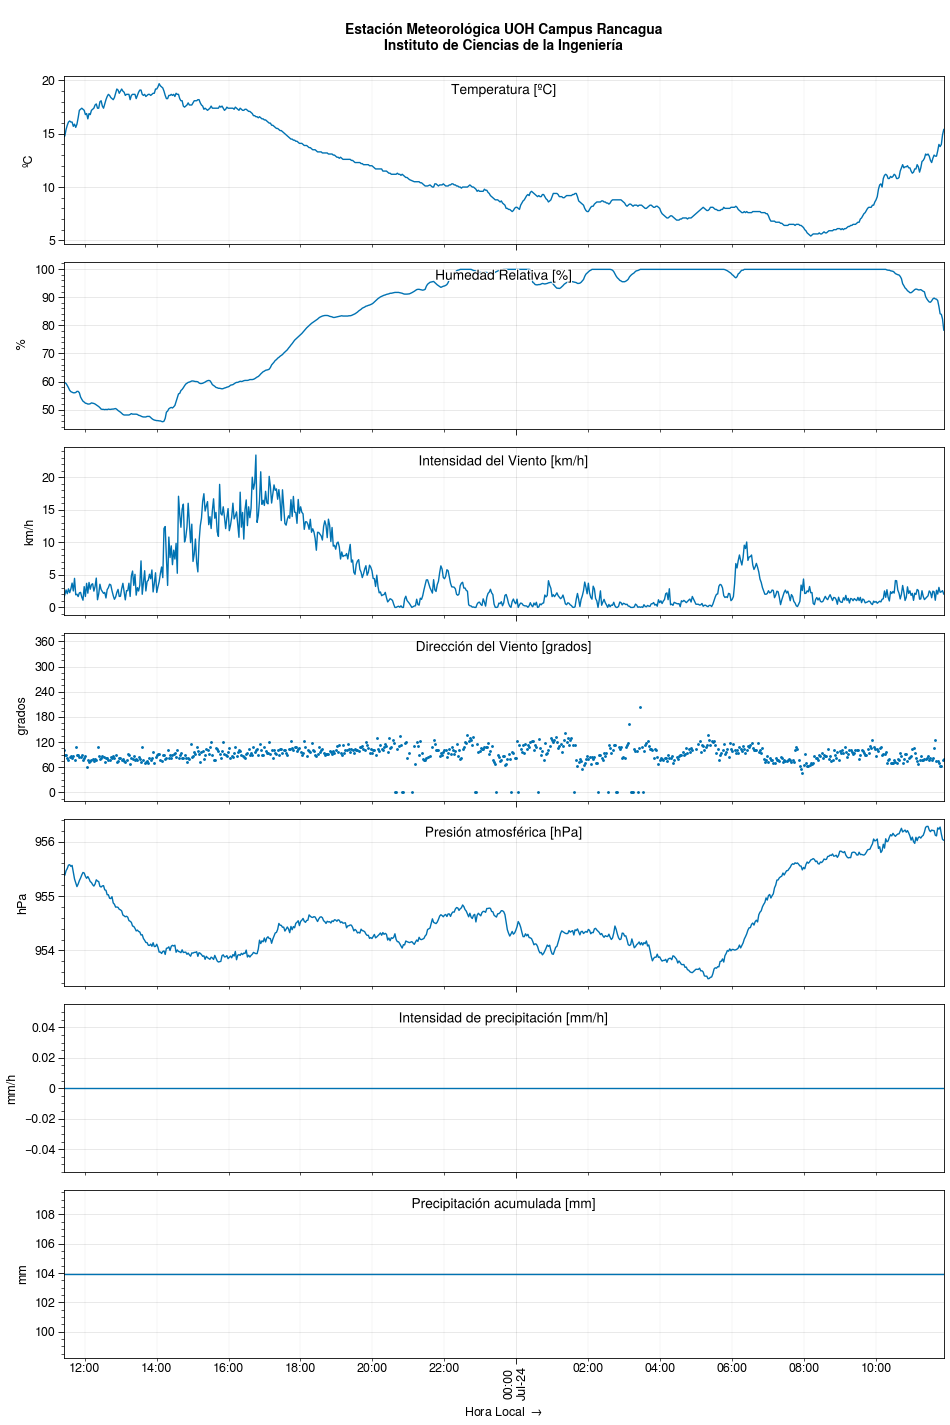 Estación Meteorológica UOH Campus Rancagua
Instituto de Ciencias de la Ingeniería
Temperatura [ºC]
ºC
20
15
10
5
Humedad Relativa [%]
%
100
90
80
70
60
50
Intensidad del Viento [km/h]
km/h
20
15
10
5
0
Dirección del Viento [grados]
grados
360
300
240
180
120
60
0
Presión atmosférica [hPa]
hPa
956
955
954
Intensidad de precipitación [mm/h]
mm/h
0.04
0.02
0
−0.02
−0.04
Precipitación acumulada [mm]
mm
108
106
104
102
100
12:00 14:00 16:00 18:00 20:00 22:00 00:00 02:00 04:00 06:00 08:00 10:00
Jul-24
Hora Local →